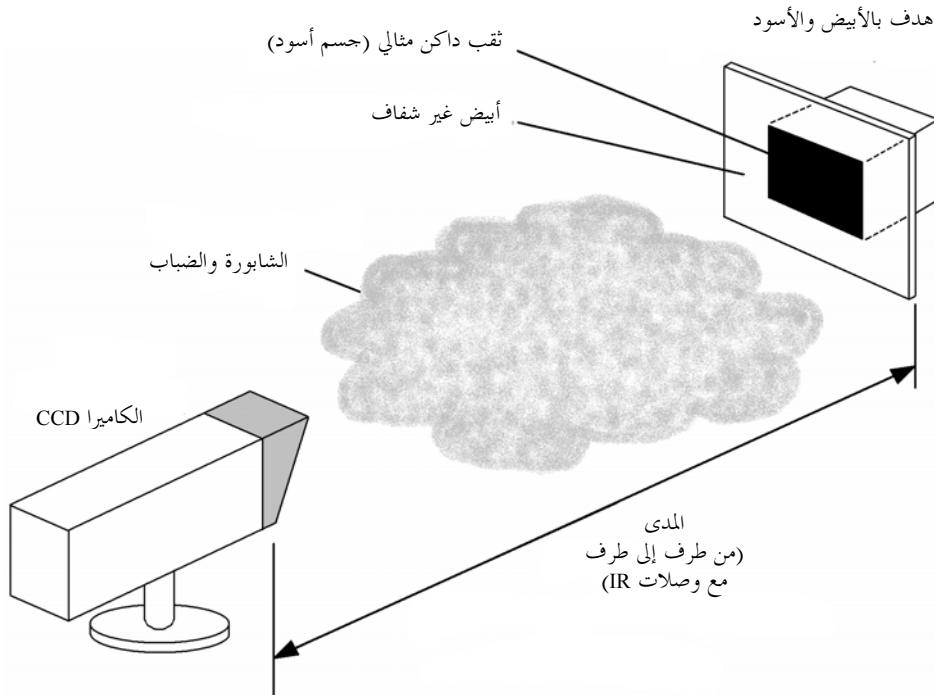 هدف بالأبيض والأسود
ثقب داكن مثالي (جسم أسود)
أبيض غير شفاف
الشابورة والضباب
الكاميرا CCD
المدى
(من طرف إلى طرف
مع وصلات IR)